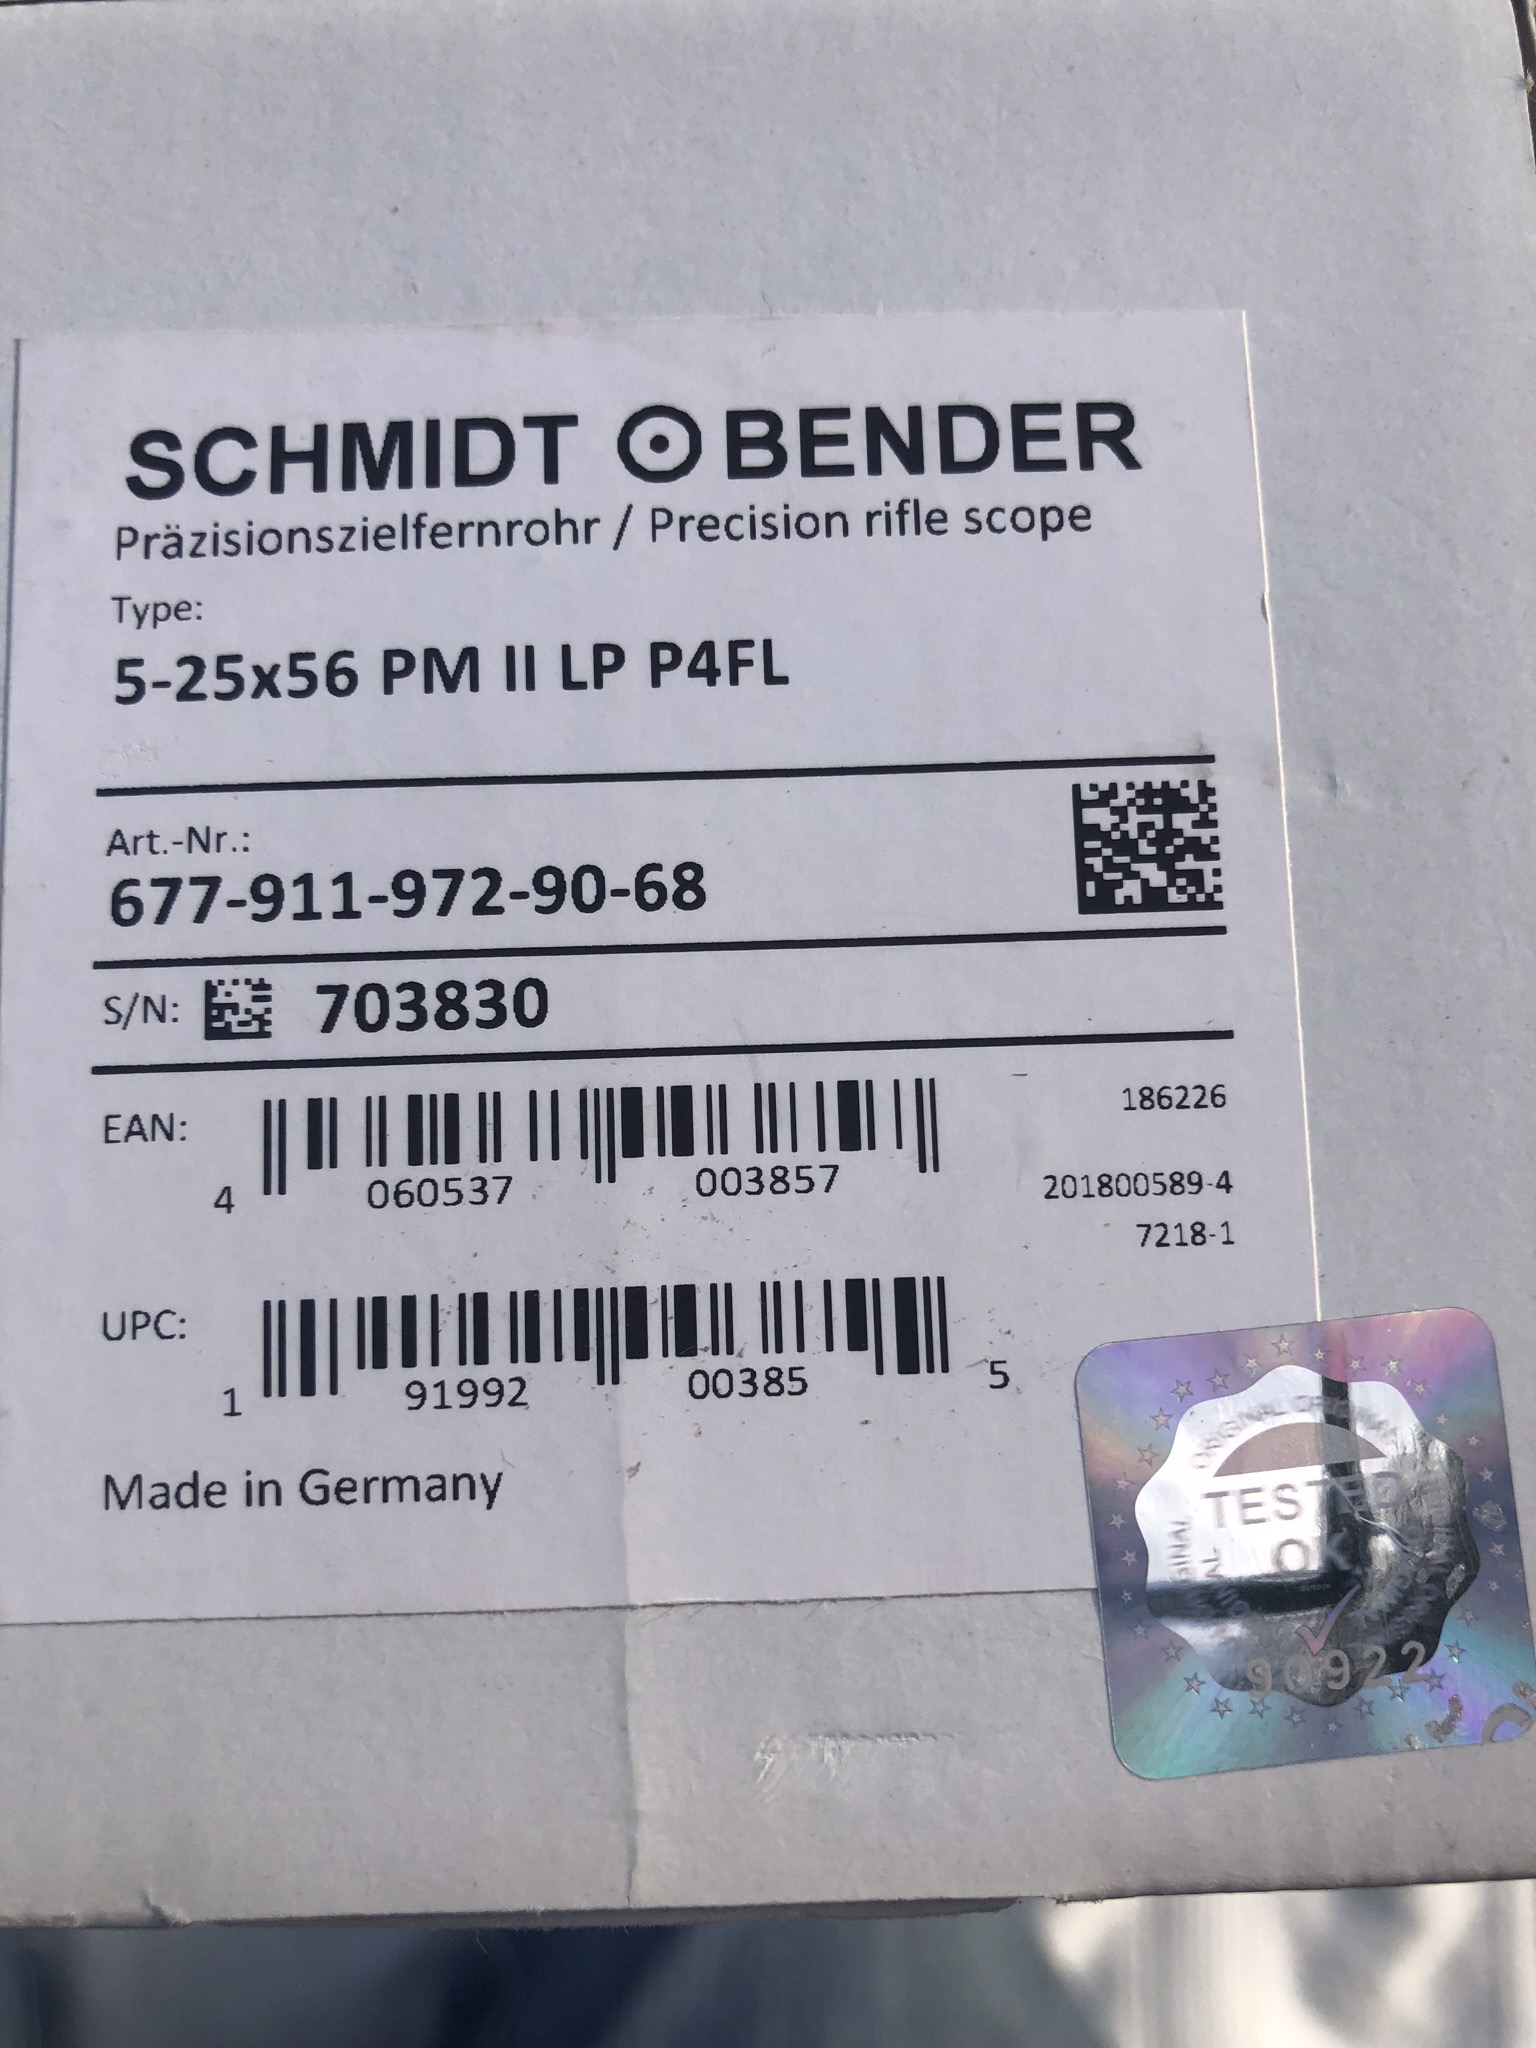 SCHMIDT BENDER
Präzisionszielfernrohr / Precision rifle scope
Type:
5-25x56 PM II LP P4FL
Art.-Nr.:
677-911-972-90-68
S/N: 703830
EAN:
4 060537 003857
186226
201800589-4
7218-1
UPC:
1 91992 00385 5
Made in Germany
ORIGINAL
TESTED
OK
90922